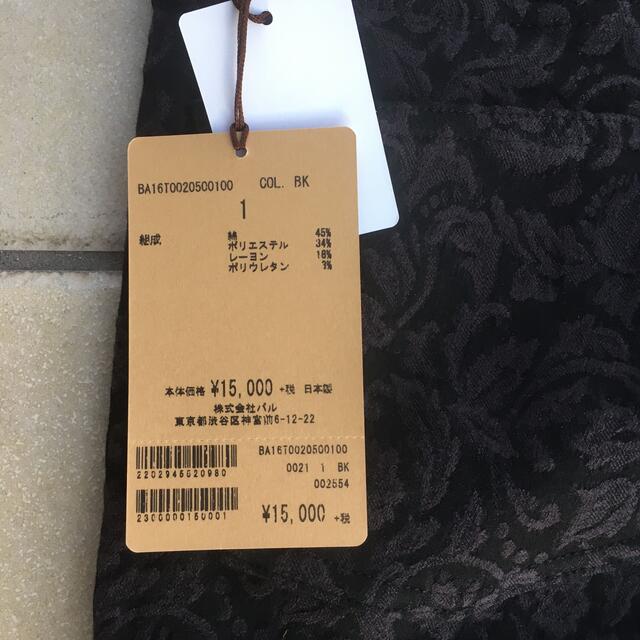 BA16T0020500100 COL. BK
1
組成 綿 45%
ポリエステル 34%
レーヨン 18%
ポリウレタン 3%
本体価格 ¥15,000 +税 日本製
株式会社パル
東京都渋谷区神宮前6-12-22
BA16T0020500100
2202945620980
0021 1 BK
002554
2300000150001
¥15,000 +税